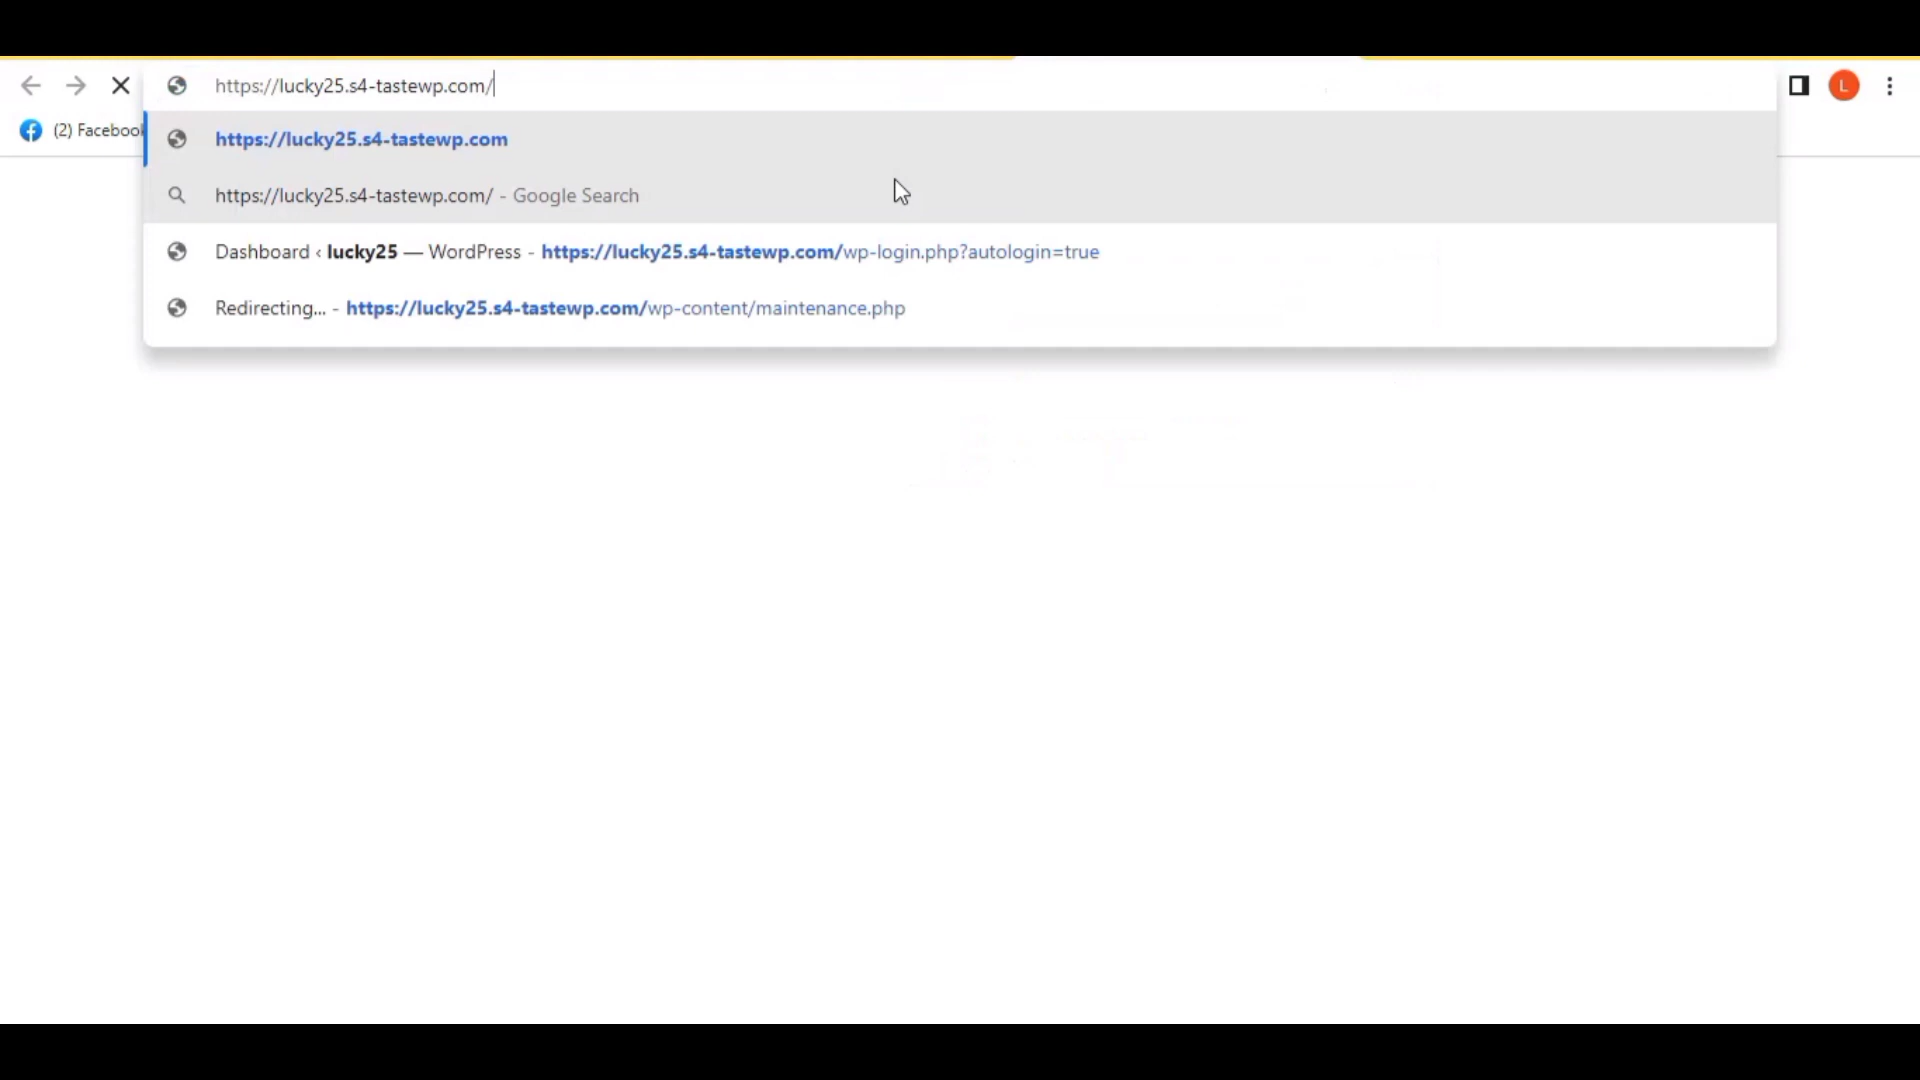 https://lucky25.s4-tastewp.com/
L
(2) Facebook
https://lucky25.s4-tastewp.com
https://lucky25.s4-tastewp.com/ - Google Search
Dashboard ‹ lucky25 — WordPress - https://lucky25.s4-tastewp.com/wp-login.php?autologin=true
Redirecting... - https://lucky25.s4-tastewp.com/wp-content/maintenance.php